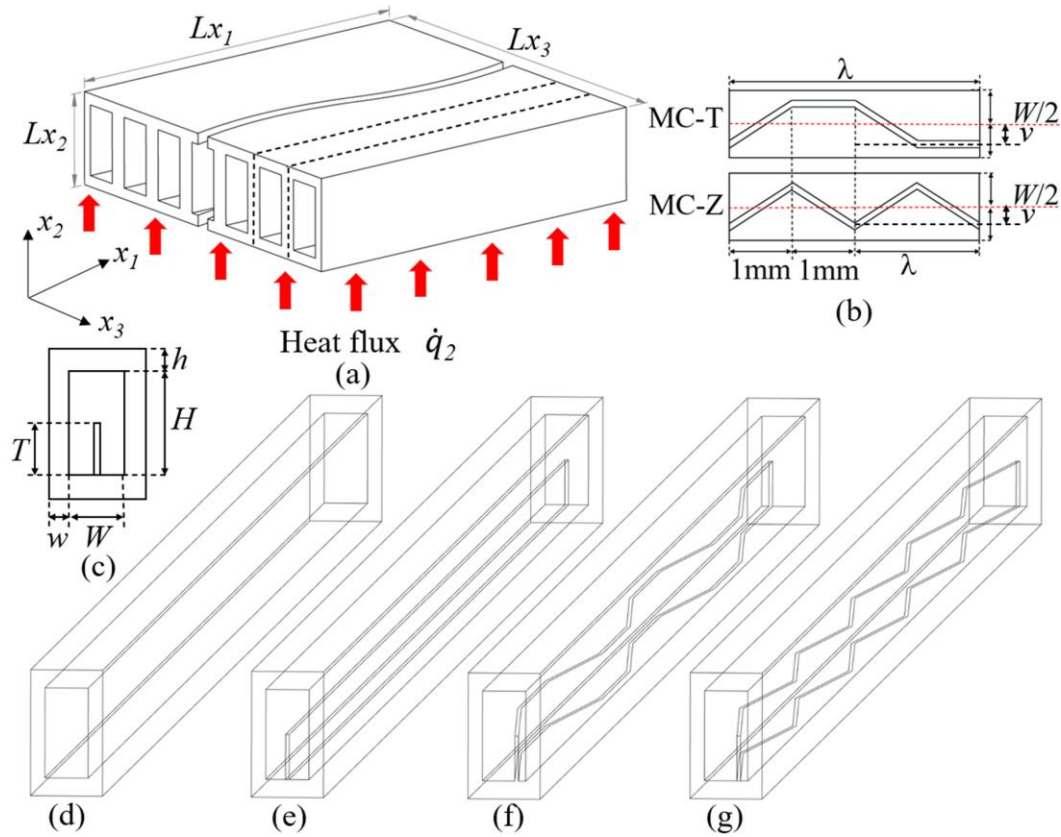 Lx1
Lx3
Lx2
x2
x1
x3
Heat flux q̇2
(a)
λ
MC-T
W/2
v
MC-Z
W/2
v
1mm
1mm
λ
(b)
h
H
T
w
W
(c)
(d)
(e)
(f)
(g)